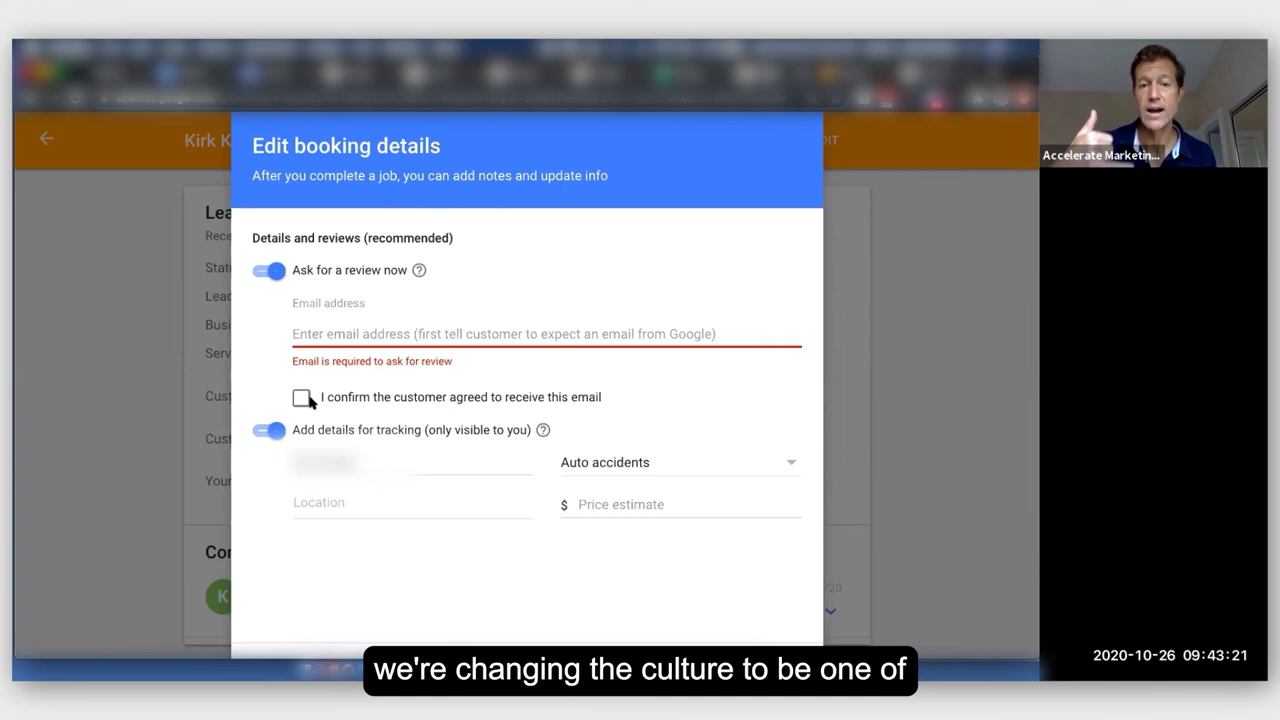 Kirk K
DIT
Edit booking details
After you complete a job, you can add notes and update info
Lea
Rece
Details and reviews (recommended)
Stat
Ask for a review now
Lead
Email address
Busi
Enter email address (first tell customer to expect an email from Google)
Serv
Email is required to ask for review
Cust
I confirm the customer agreed to receive this email
Add details for tracking (only visible to you)
Cust
Auto accidents
Your
Location
$ Price estimate
Cor
K
/20
we're changing the culture to be one of
Accelerate Marketin...
2020-10-26 09:43:21